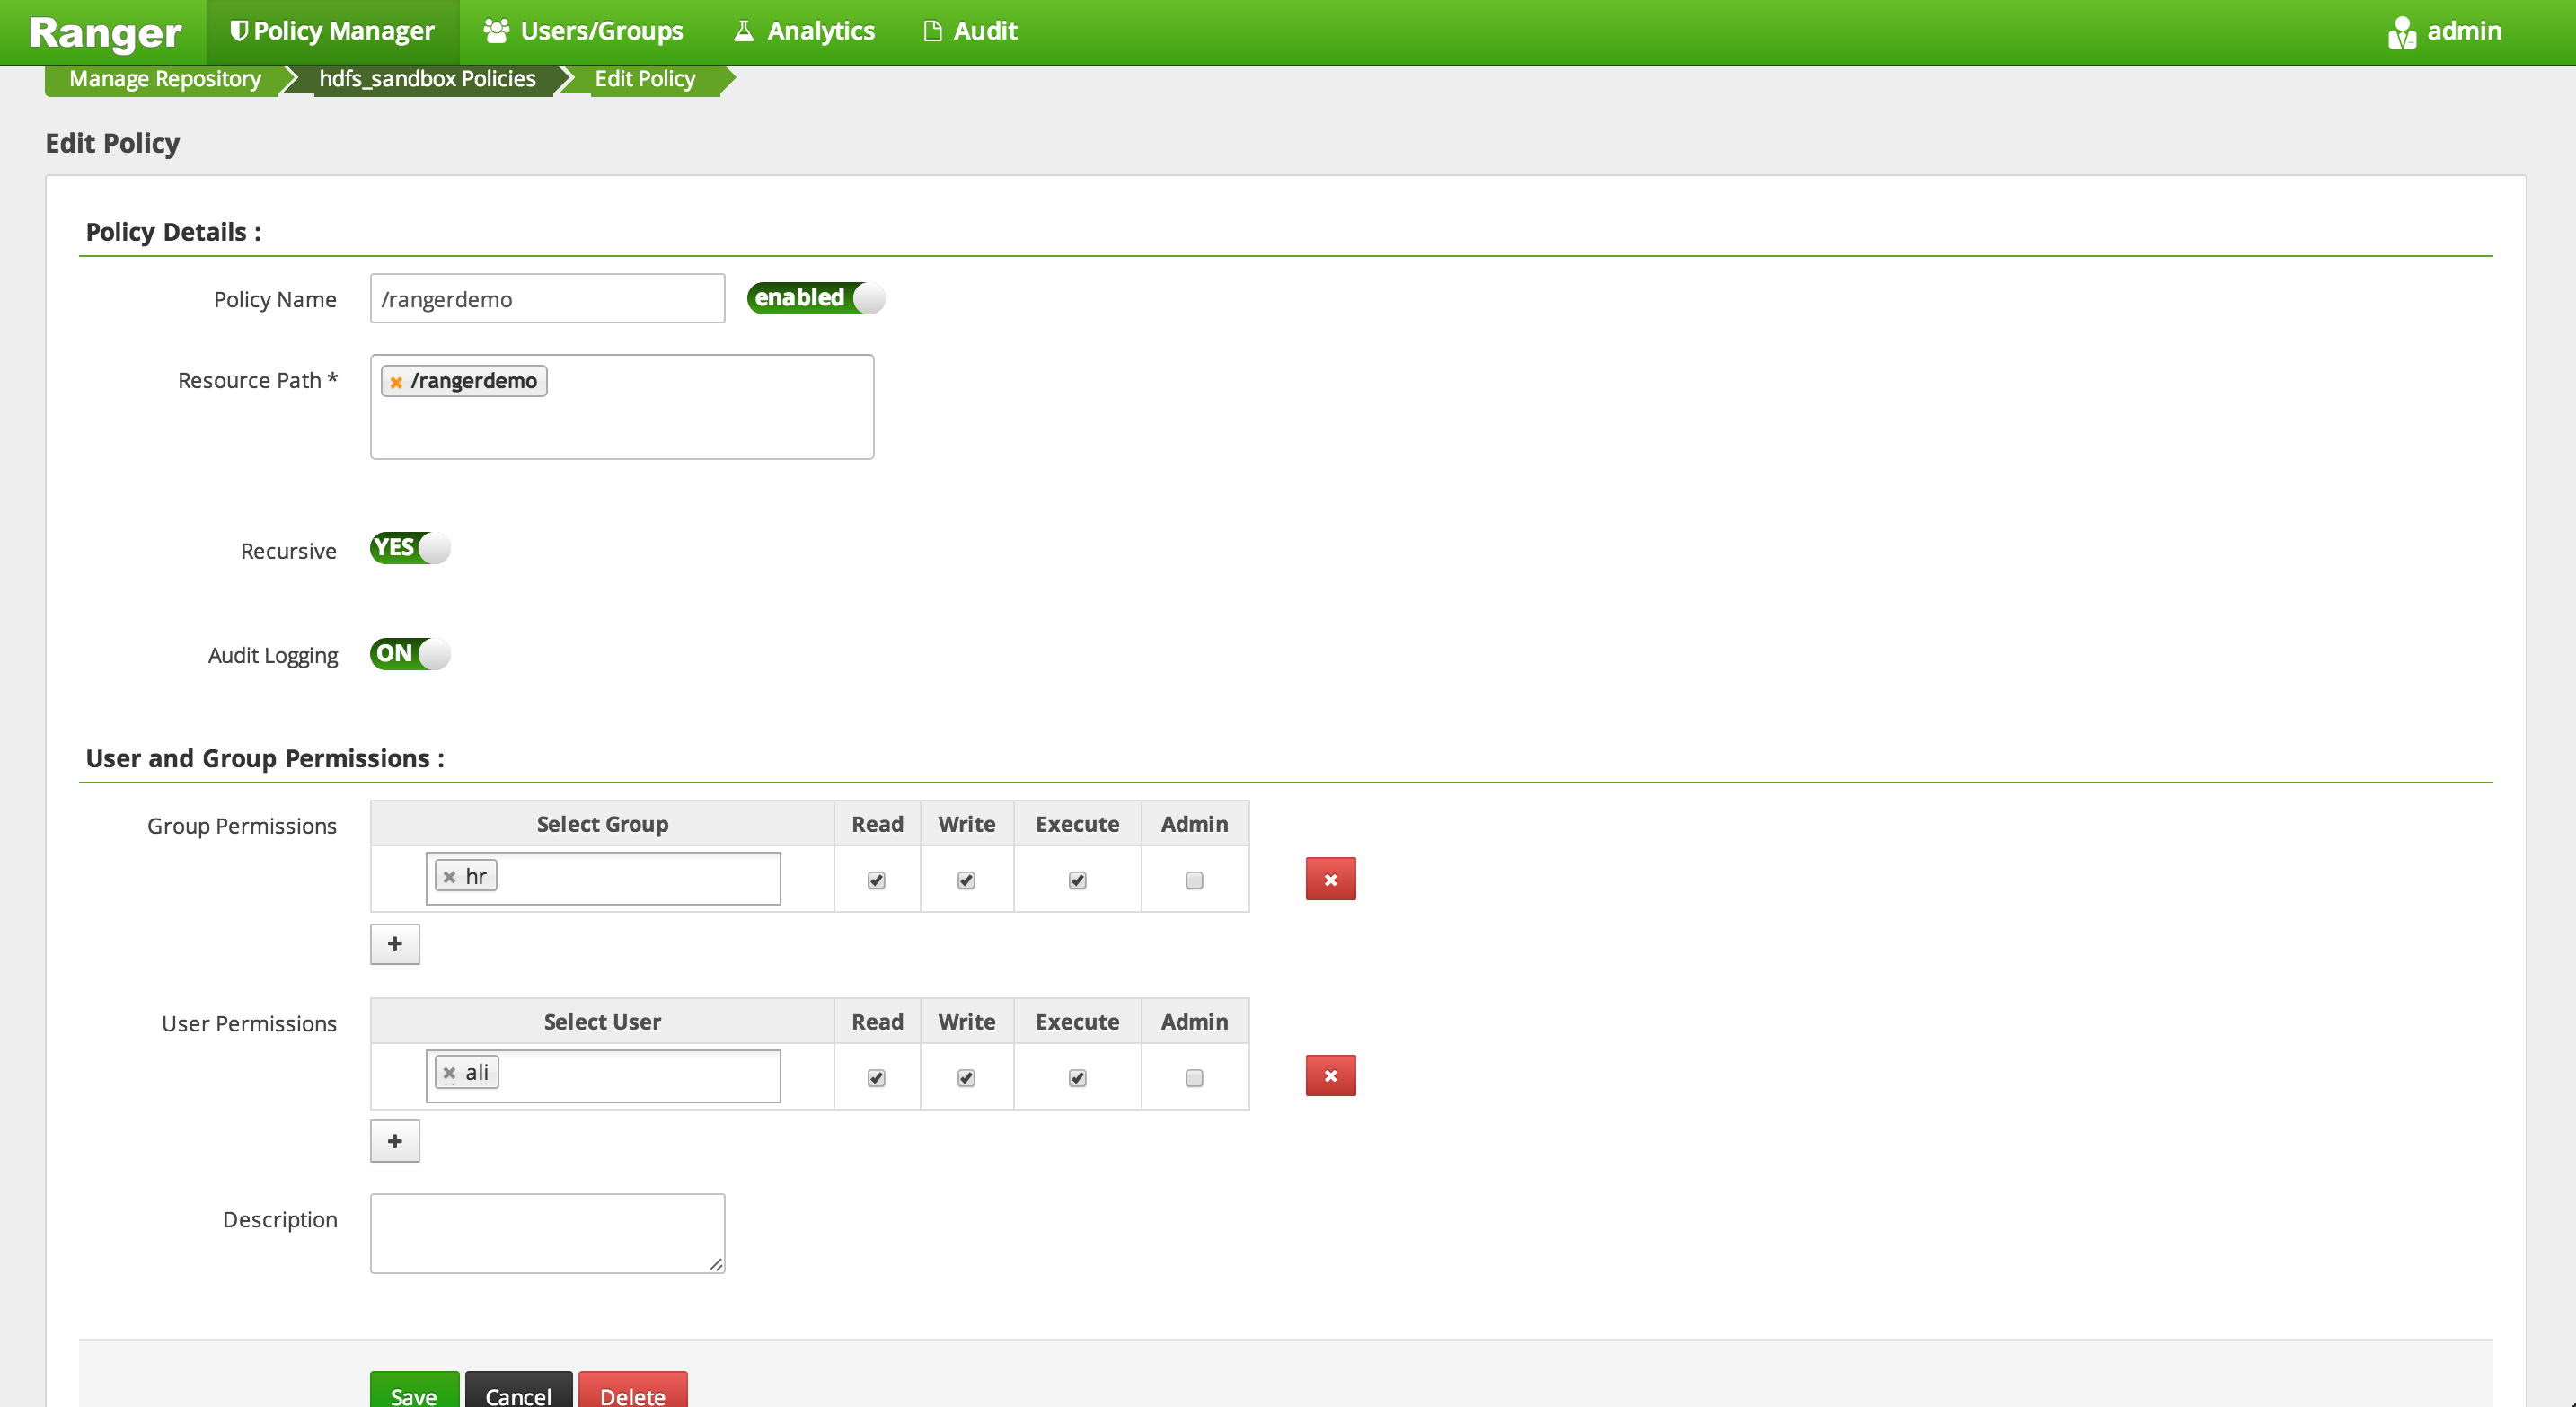 Ranger Policy Manager Users/Groups Analytics Audit admin
Manage Repository hdfs_sandbox Policies Edit Policy
Edit Policy
Policy Details :
Policy Name /rangerdemo enabled
Resource Path * /rangerdemo
Recursive YES
Audit Logging ON
User and Group Permissions :
Group Permissions Select Group Read Write Execute Admin
hr
User Permissions Select User Read Write Execute Admin
ali
Description
Save Cancel Delete